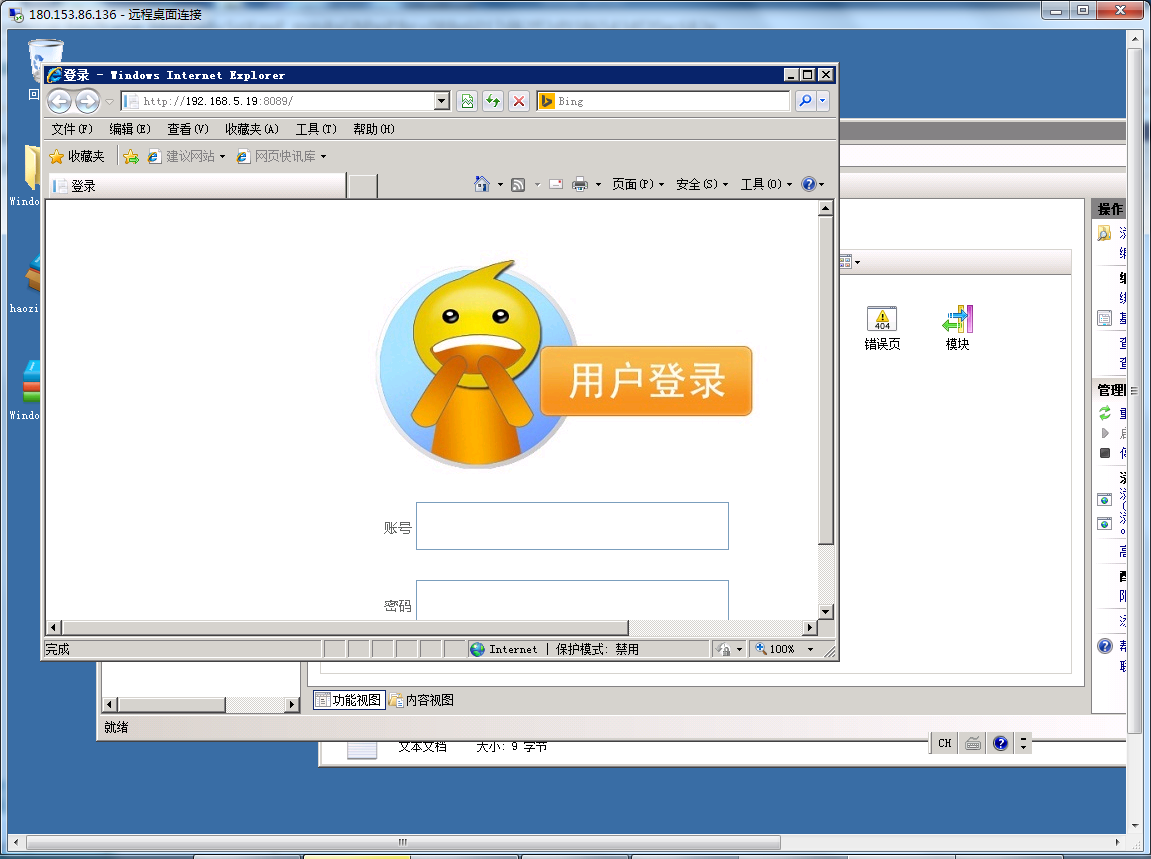 180.153.86.136 - 远程桌面连接
登录 - Windows Internet Explorer
http://192.168.5.19:8089/
Bing
文件(F) 编辑(E) 查看(V) 收藏夹(A) 工具(T) 帮助(H)
收藏夹 建议网站 网页快讯库
登录
页面(P) 安全(S) 工具(O)
用户登录
账号
密码
完成
Internet | 保护模式: 禁用
100%
回
Windo
haozi
Windo
操作
404
错误页
模块
管理
功能视图
内容视图
就绪
文本文档 大小: 9 字节
CH